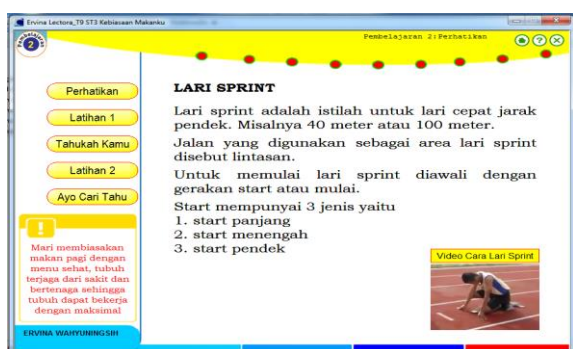 Ervina Lectora_T9 ST3 Kebiasaan Makanku
Pembelajaran
2
Pembelajaran 2:Perhatikan
Perhatikan
Latihan 1
Tahukah Kamu
Latihan 2
Ayo Cari Tahu
Mari membiasakan
makan pagi dengan
menu sehat, tubuh
terjaga dari sakit dan
bertenaga sehingga
tubuh dapat bekerja
dengan maksimal
ERVINA WAHYUNINGSIH
LARI SPRINT
Lari sprint adalah istilah untuk lari cepat jarak
pendek. Misalnya 40 meter atau 100 meter.
Jalan yang digunakan sebagai area lari sprint
disebut lintasan.
Untuk memulai lari sprint diawali dengan
gerakan start atau mulai.
Start mempunyai 3 jenis yaitu
1. start panjang
2. start menengah
3. start pendek
Video Cara Lari Sprint